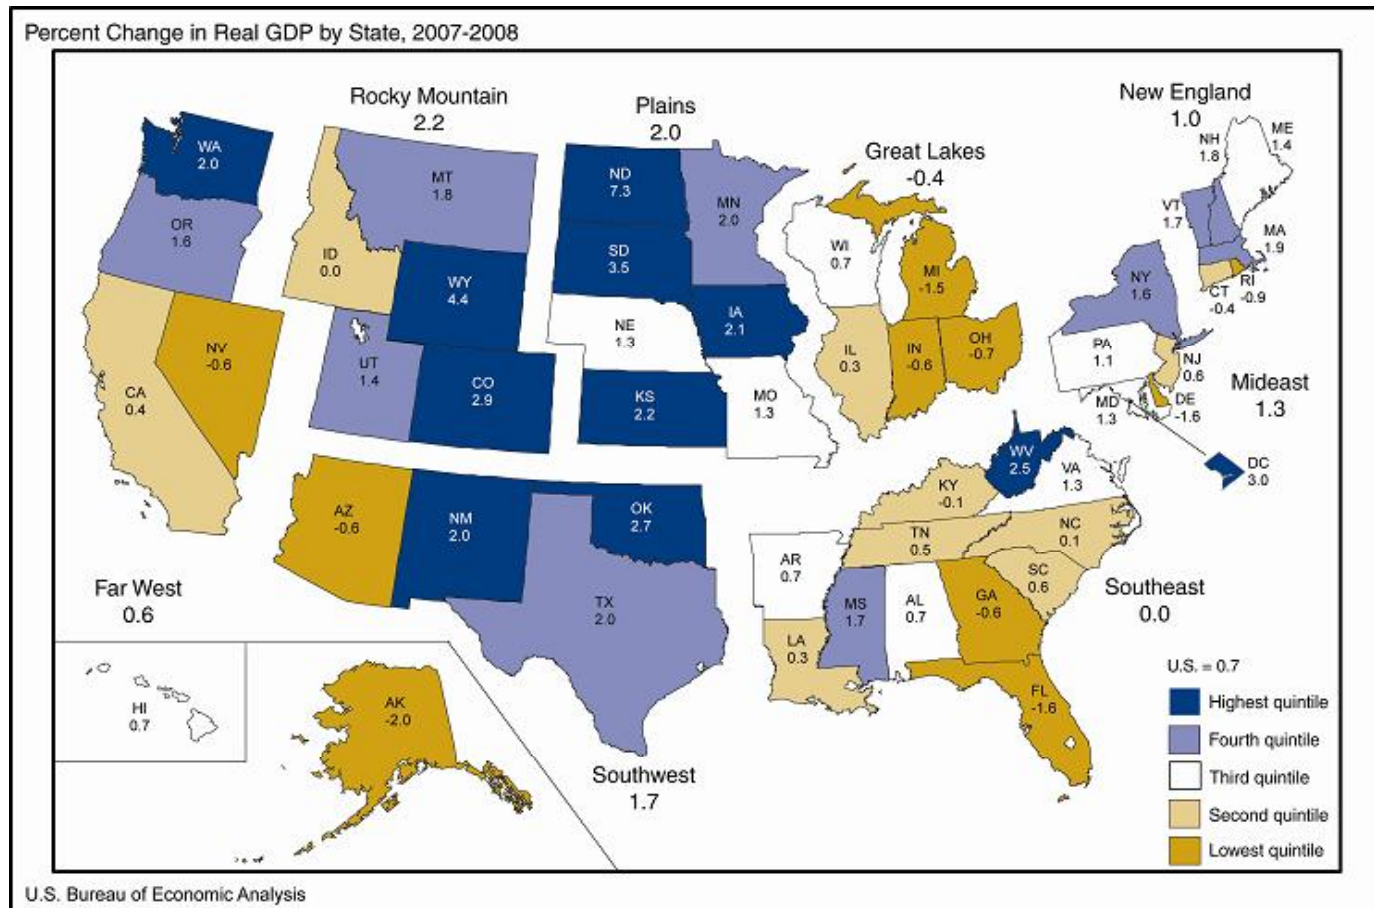 Percent Change in Real GDP by State, 2007-2008
Rocky Mountain
2.2
Plains
2.0
Great Lakes
-0.4
New England
1.0
WA
2.0
OR
1.6
CA
0.4
NV
-0.6
ID
0.0
MT
1.8
WY
4.4
UT
1.4
CO
2.9
ND
7.3
SD
3.5
NE
1.3
KS
2.2
MN
2.0
IA
2.1
MO
1.3
WI
0.7
IL
0.3
MI
-1.5
IN
-0.6
OH
-0.7
NH
1.8
ME
1.4
VT
1.7
MA
1.9
RI
-0.9
CT
-0.4
NY
1.6
PA
1.1
NJ
0.6
MD
1.3
DE
-1.6
Mideast
1.3
DC
3.0
AZ
-0.6
NM
2.0
OK
2.7
TX
2.0
AR
0.7
LA
0.3
MS
1.7
AL
0.7
GA
-0.6
FL
-1.6
SC
0.6
NC
0.1
TN
0.5
KY
-0.1
WV
2.5
VA
1.3
Far West
0.6
Southeast
0.0
HI
0.7
AK
-2.0
Southwest
1.7
U.S. = 0.7
Highest quintile
Fourth quintile
Third quintile
Second quintile
Lowest quintile
U.S. Bureau of Economic Analysis